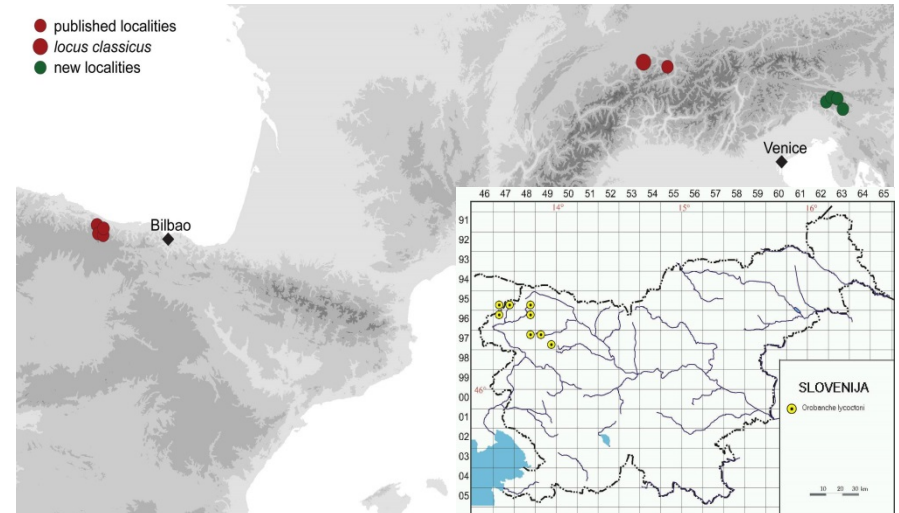 published localities
locus classicus
new localities
Venice
Bilbao
46 47 48 49 50 51 52 53 54 55 56 57 58 59 60 61 62 63 64 65
14°
15°
16°
91
92
93
94
95
96
97
98
99
46°
00
01
02
03
04
05
SLOVENIJA
Orobanche lycoctoni
10 20 30 km